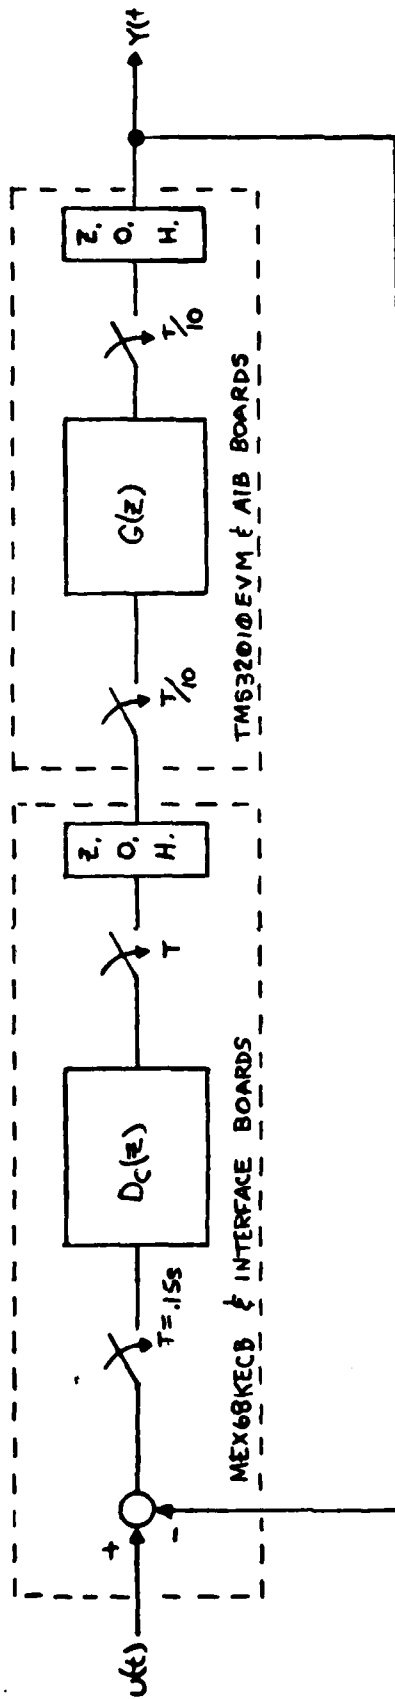 U(t)
+
-
T=.15s
Dc(z)
T
Z.
O.
H.
MEX68KECB & INTERFACE BOARDS
T/10
G(z)
T/10
Z.
O.
H.
TMS32010EVM & AIB BOARDS
Y(t